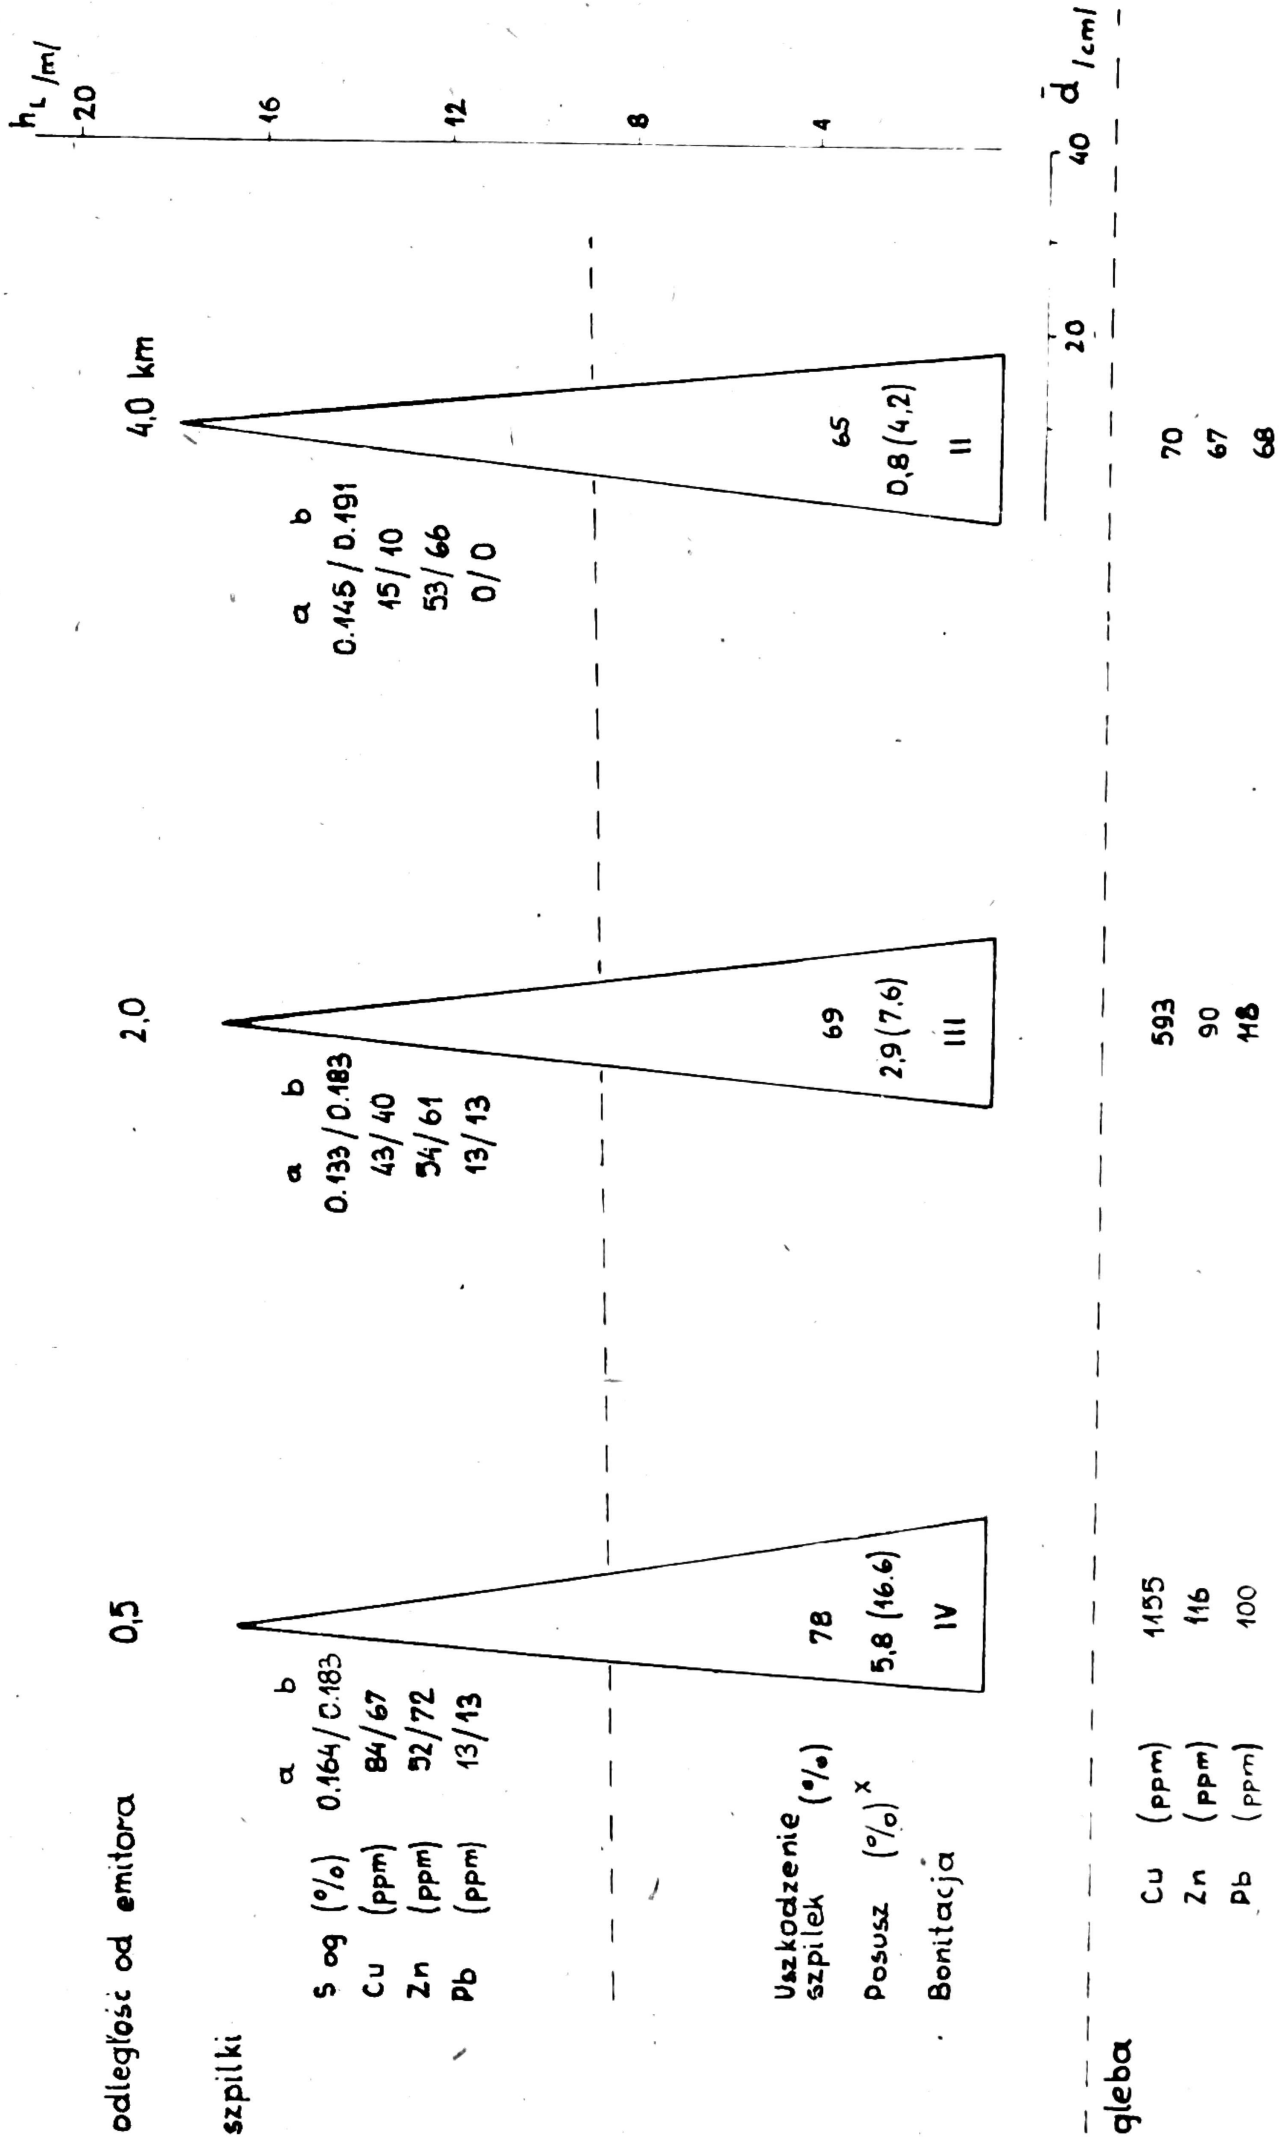 odległość od emitora 0,5 2,0 4,0 km
h_L /m/
20
16
12
8
4
szpilki
a b a b a b
S og (%) 0.164/0.183 0.133/0.183 0.145/0.191
Cu (ppm) 84/67 43/40 15/10
Zn (ppm) 52/72 54/61 53/66
Pb (ppm) 13/13 13/13 0/0
Uszkodzenie
szpilek (%) 78 69 65
Posusz (%)x 5,8 (16.6) 2,9 (7.6) 0,8 (4,2)
Bonitacja IV III II
20 40 d̄ /cm/
gleba
Cu (ppm) 1155 593 70
Zn (ppm) 116 90 67
Pb (ppm) 100 118 68